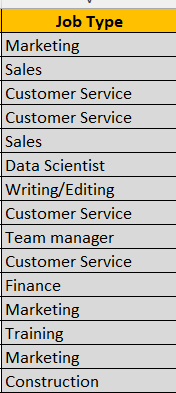 Job Type
Marketing
Sales
Customer Service
Customer Service
Sales
Data Scientist
Writing/Editing
Customer Service
Team manager
Customer Service
Finance
Marketing
Training
Marketing
Construction